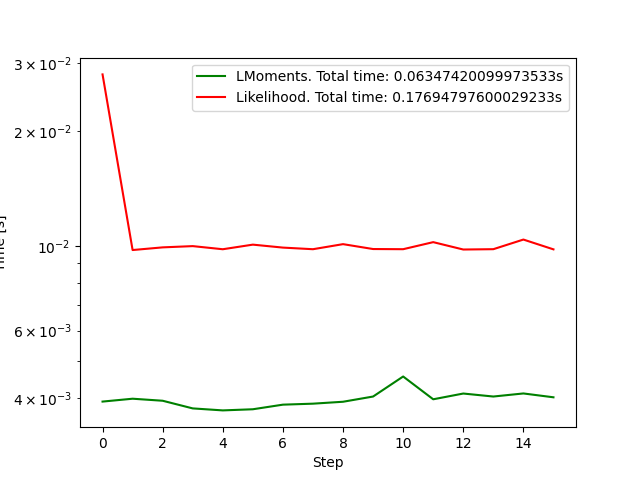 3 × 10⁻²
LMoments. Total time: 0.06347420099973533s
Likelihood. Total time: 0.17694797600029233s
2 × 10⁻²
Time [s]
10⁻²
6 × 10⁻³
4 × 10⁻³
0 2 4 6 8 10 12 14
Step